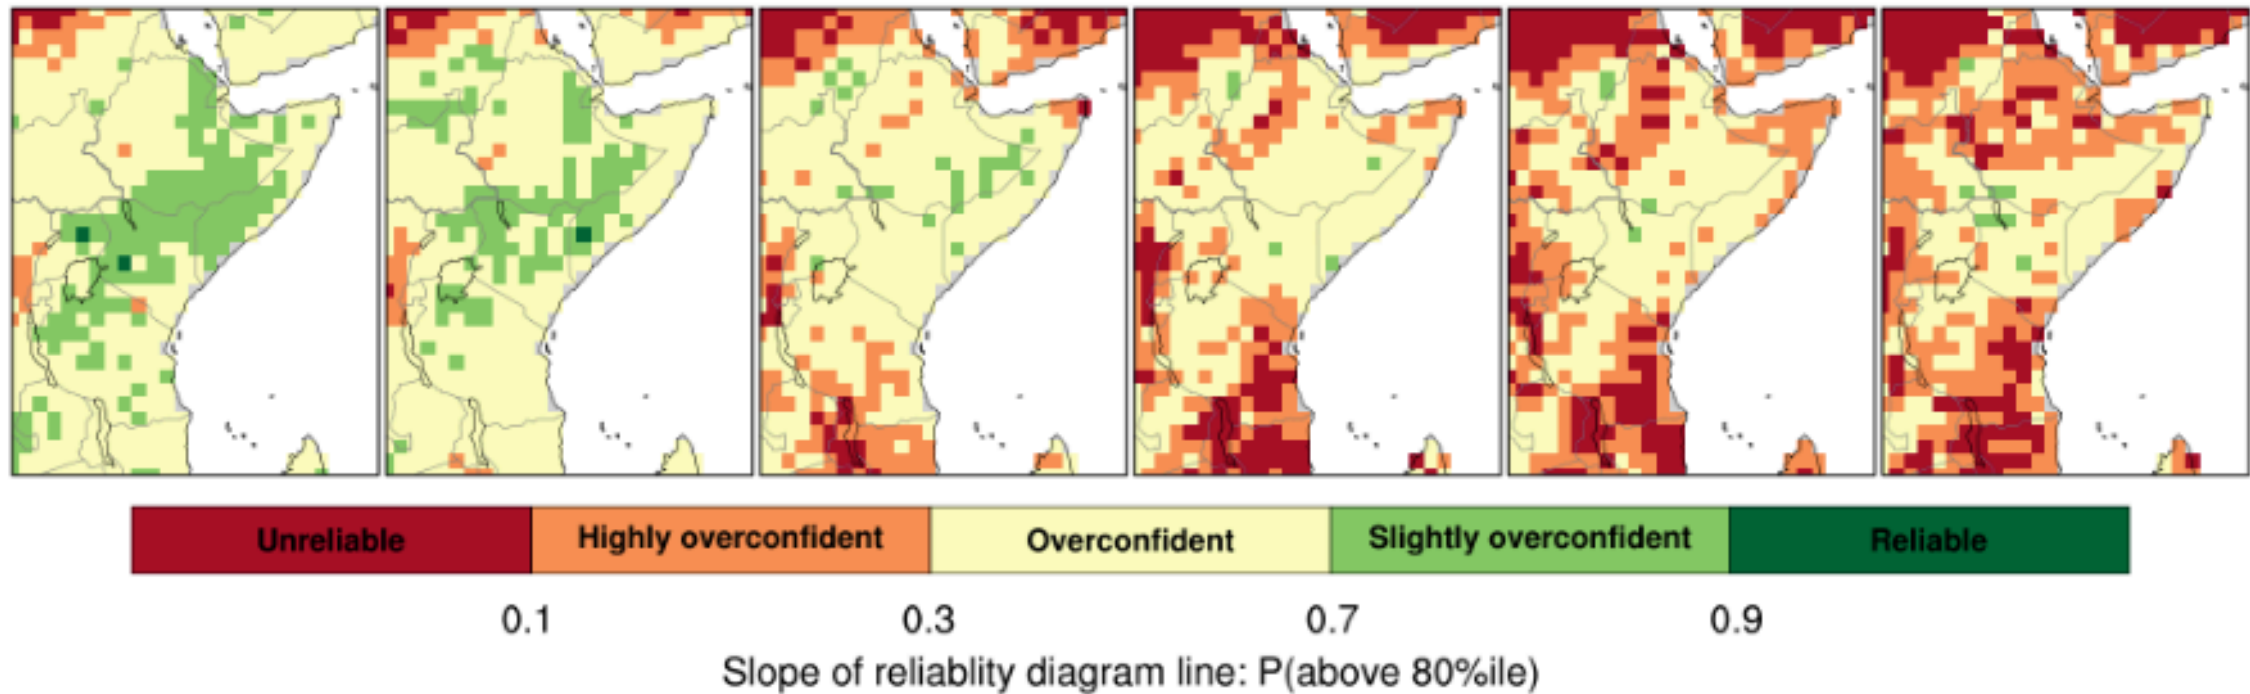 Unreliable Highly overconfident Overconfident Slightly overconfident Reliable
0.1 0.3 0.7 0.9
Slope of reliablity diagram line: P(above 80%ile)